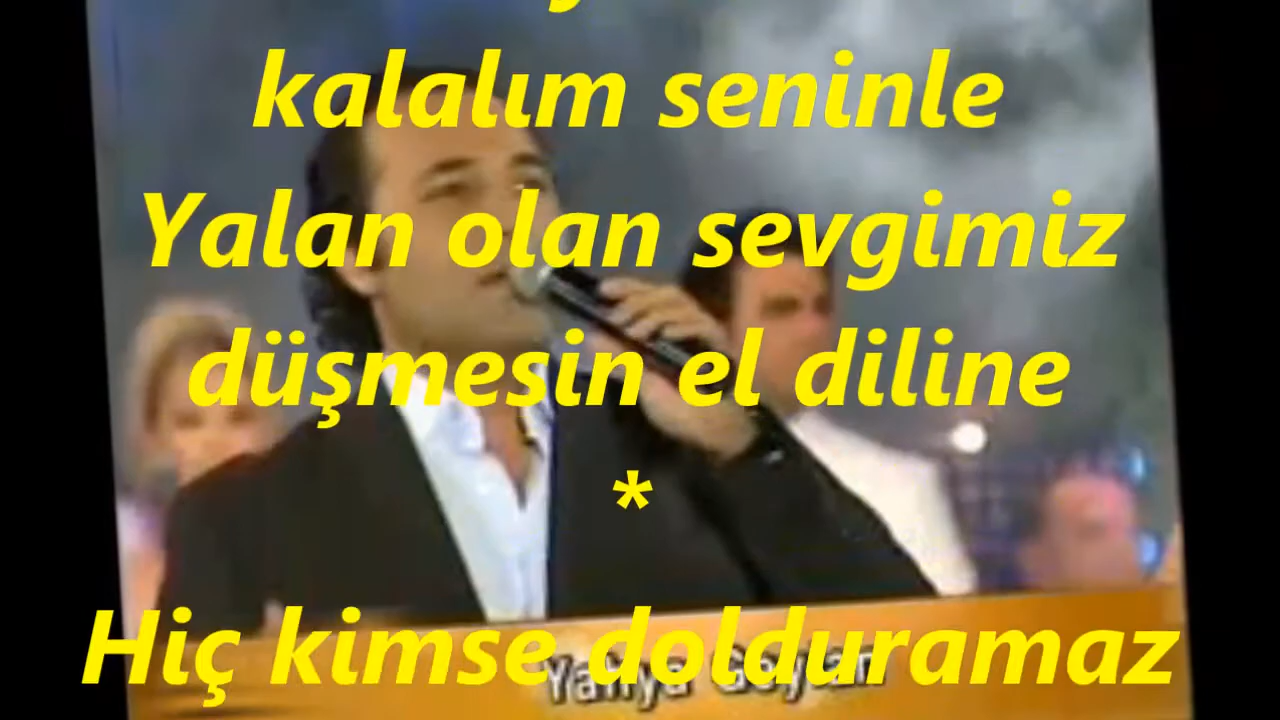 kalalım seninle
Yalan olan sevgimiz
düşmesin el diline
*
Hiç kimse dolduramaz